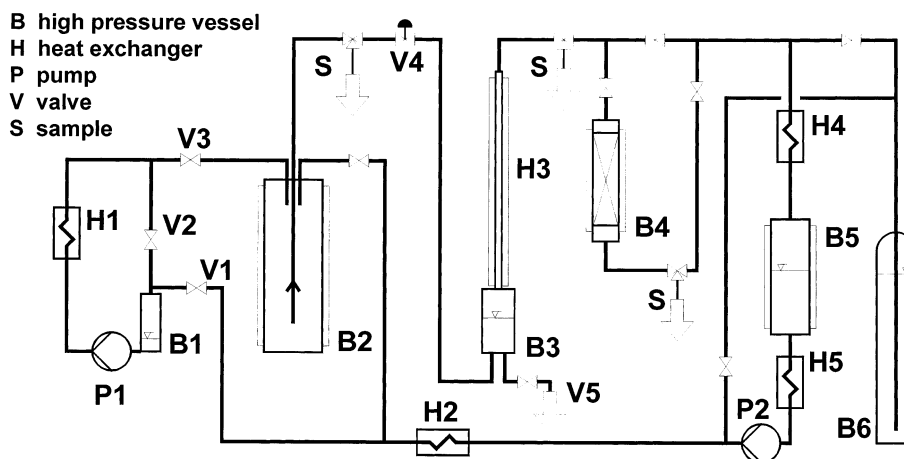 B high pressure vessel
H heat exchanger
P pump
V valve
S sample
S
V4
S
V3
H4
H1
H3
V2
B4
B5
V1
S
B1
B2
B3
P1
V5
H5
H2
P2
B6